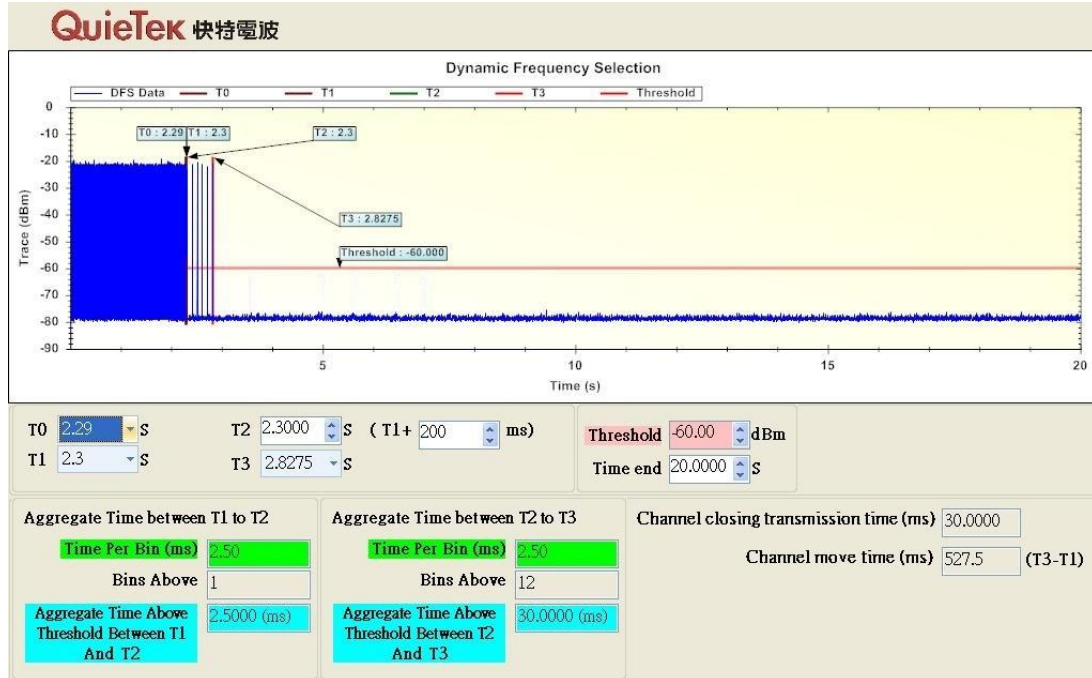 QuieTek 快特電波
Dynamic Frequency Selection
DFS Data T0 T1 T2 T3 Threshold
0
-10
-20
-30
-40
-50
-60
-70
-80
-90
Trace (dBm)
T0 : 2.29
T1 : 2.3
T2 : 2.3
T3 : 2.8275
Threshold : -60.000
5 10 15 20
Time (s)
T0 2.29 S T2 2.3000 S ( T1+ 200 ms)
T1 2.3 S T3 2.8275 S
Threshold -60.00 dBm
Time end 20.0000 S
Aggregate Time between T1 to T2
Time Per Bin (ms) 2.50
Bins Above 1
Aggregate Time Above Threshold Between T1 And T2 2.5000 (ms)
Aggregate Time between T2 to T3
Time Per Bin (ms) 2.50
Bins Above 12
Aggregate Time Above Threshold Between T2 And T3 30.0000 (ms)
Channel closing transmission time (ms) 30.0000
Channel move time (ms) 527.5 (T3-T1)